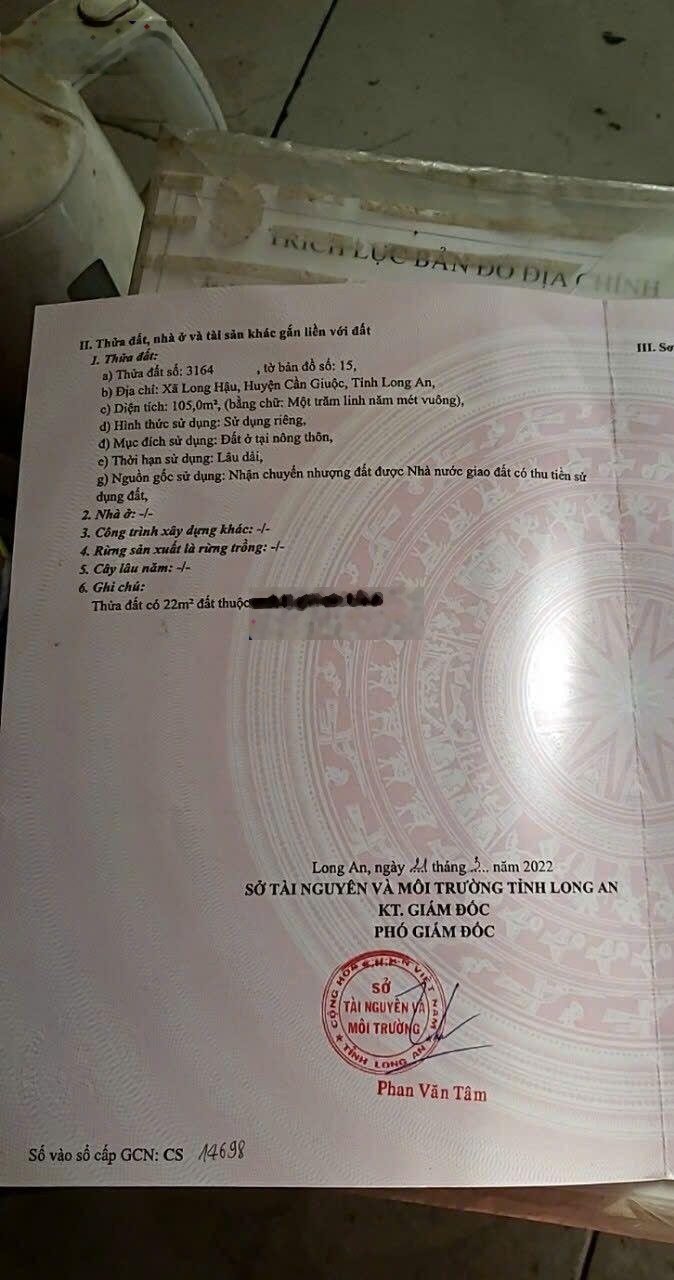 TRÍCH LỤC BẢN ĐỒ ĐỊA CHÍNH
II. Thửa đất, nhà ở và tài sản khác gắn liền với đất
1. Thửa đất:
a) Thửa đất số: 3164 , tờ bản đồ số: 15,
b) Địa chỉ: Xã Long Hậu, Huyện Cần Giuộc, Tỉnh Long An,
c) Diện tích: 105,0m², (bằng chữ: Một trăm linh năm mét vuông),
d) Hình thức sử dụng: Sử dụng riêng,
đ) Mục đích sử dụng: Đất ở tại nông thôn,
e) Thời hạn sử dụng: Lâu dài,
g) Nguồn gốc sử dụng: Nhận chuyển nhượng đất được Nhà nước giao đất có thu tiền sử
dụng đất,
2. Nhà ở: -/-
3. Công trình xây dựng khác: -/-
4. Rừng sản xuất là rừng trồng: -/-
5. Cây lâu năm: -/-
6. Ghi chú:
Thửa đất có 22m² đất thuộc
III. Sơ
Long An, ngày tháng năm 2022
SỞ TÀI NGUYÊN VÀ MÔI TRƯỜNG TỈNH LONG AN
KT. GIÁM ĐỐC
PHÓ GIÁM ĐỐC
CỘNG HÒA X.H.C.N VIỆT NAM
SỞ
TÀI NGUYÊN VÀ
MÔI TRƯỜNG
TỈNH LONG AN
Phan Văn Tâm
Số vào sổ cấp GCN: CS 14698